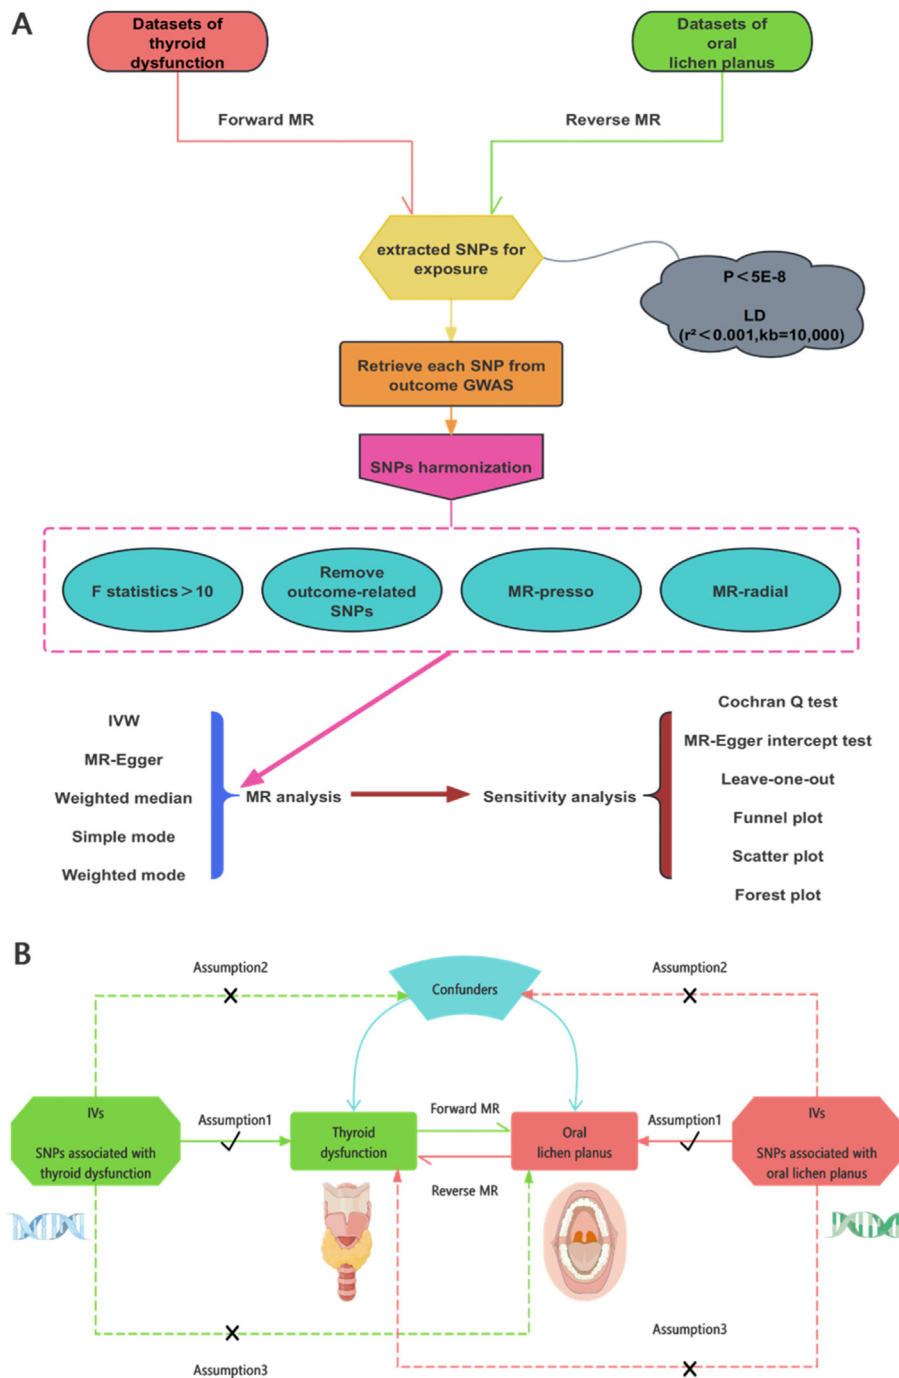 A
Datasets of
thyroid
dysfunction
Datasets of
oral
lichen planus
Forward MR
Reverse MR
extracted SNPs for
exposure
P<5E-8
LD
(r²<0.001,kb=10,000)
Retrieve each SNP from
outcome GWAS
SNPs harmonization
F statistics>10
Remove
outcome-related
SNPs
MR-presso
MR-radial
IVW
MR-Egger
Weighted median
Simple mode
Weighted mode
MR analysis
Sensitivity analysis
Cochran Q test
MR-Egger intercept test
Leave-one-out
Funnel plot
Scatter plot
Forest plot
B
Assumption2
Confunders
Assumption2
IVs
SNPs associated with
thyroid dysfunction
Assumption1
Thyroid
dysfunction
Forward MR
Reverse MR
Oral
lichen planus
Assumption1
IVs
SNPs associated with
oral lichen planus
Assumption3
Assumption3